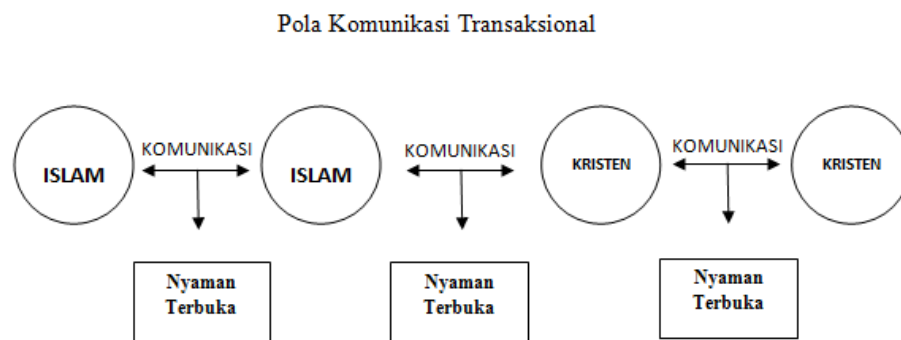 Pola Komunikasi Transaksional
KOMUNIKASI
KOMUNIKASI
KOMUNIKASI
ISLAM
ISLAM
KRISTEN
KRISTEN
Nyaman
Terbuka
Nyaman
Terbuka
Nyaman
Terbuka